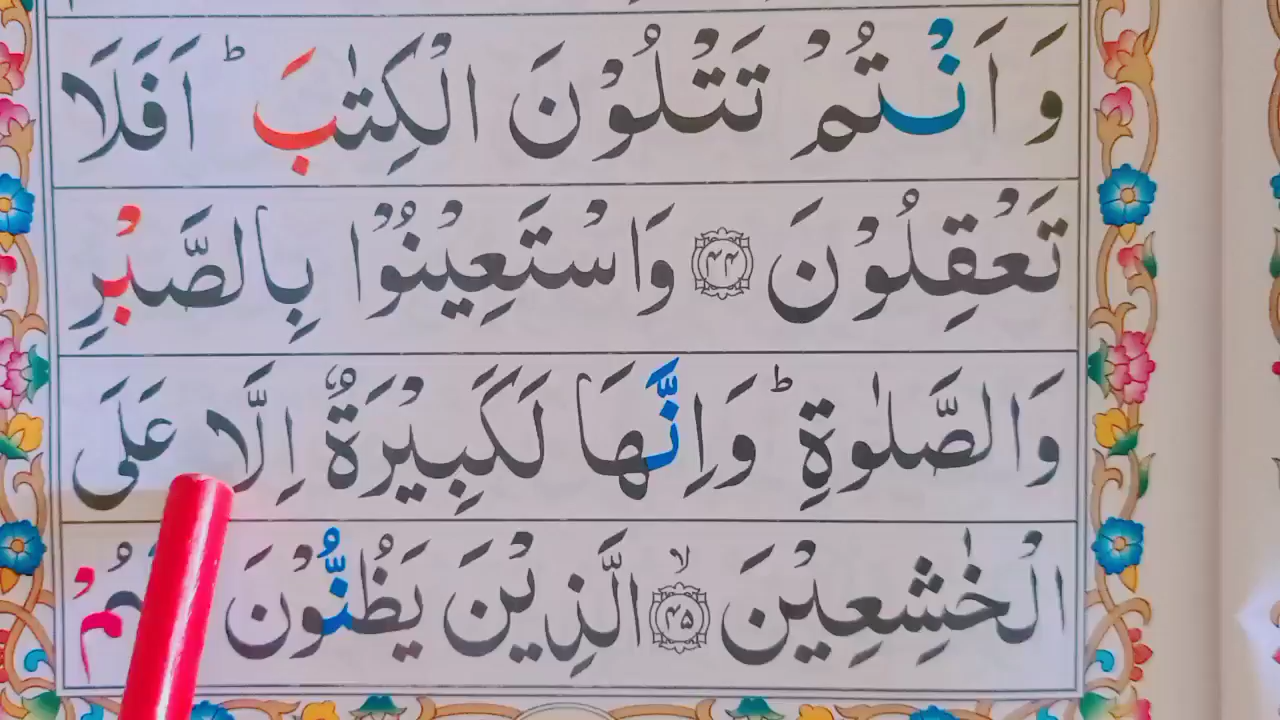 وَ اَنْتُمْ تَتْلُوْنَ الْكِتٰبَ ؕ اَفَلَا
تَعْقِلُوْنَ ۝۴۴ وَاسْتَعِيْنُوْا بِالصَّبْرِ
وَالصَّلٰوةِ ؕ وَاِنَّهَا لَكَبِيْرَةٌ اِلَّا عَلَى
الْخٰشِعِيْنَ ۝۴۵ۙ الَّذِيْنَ يَظُنُّوْنَ